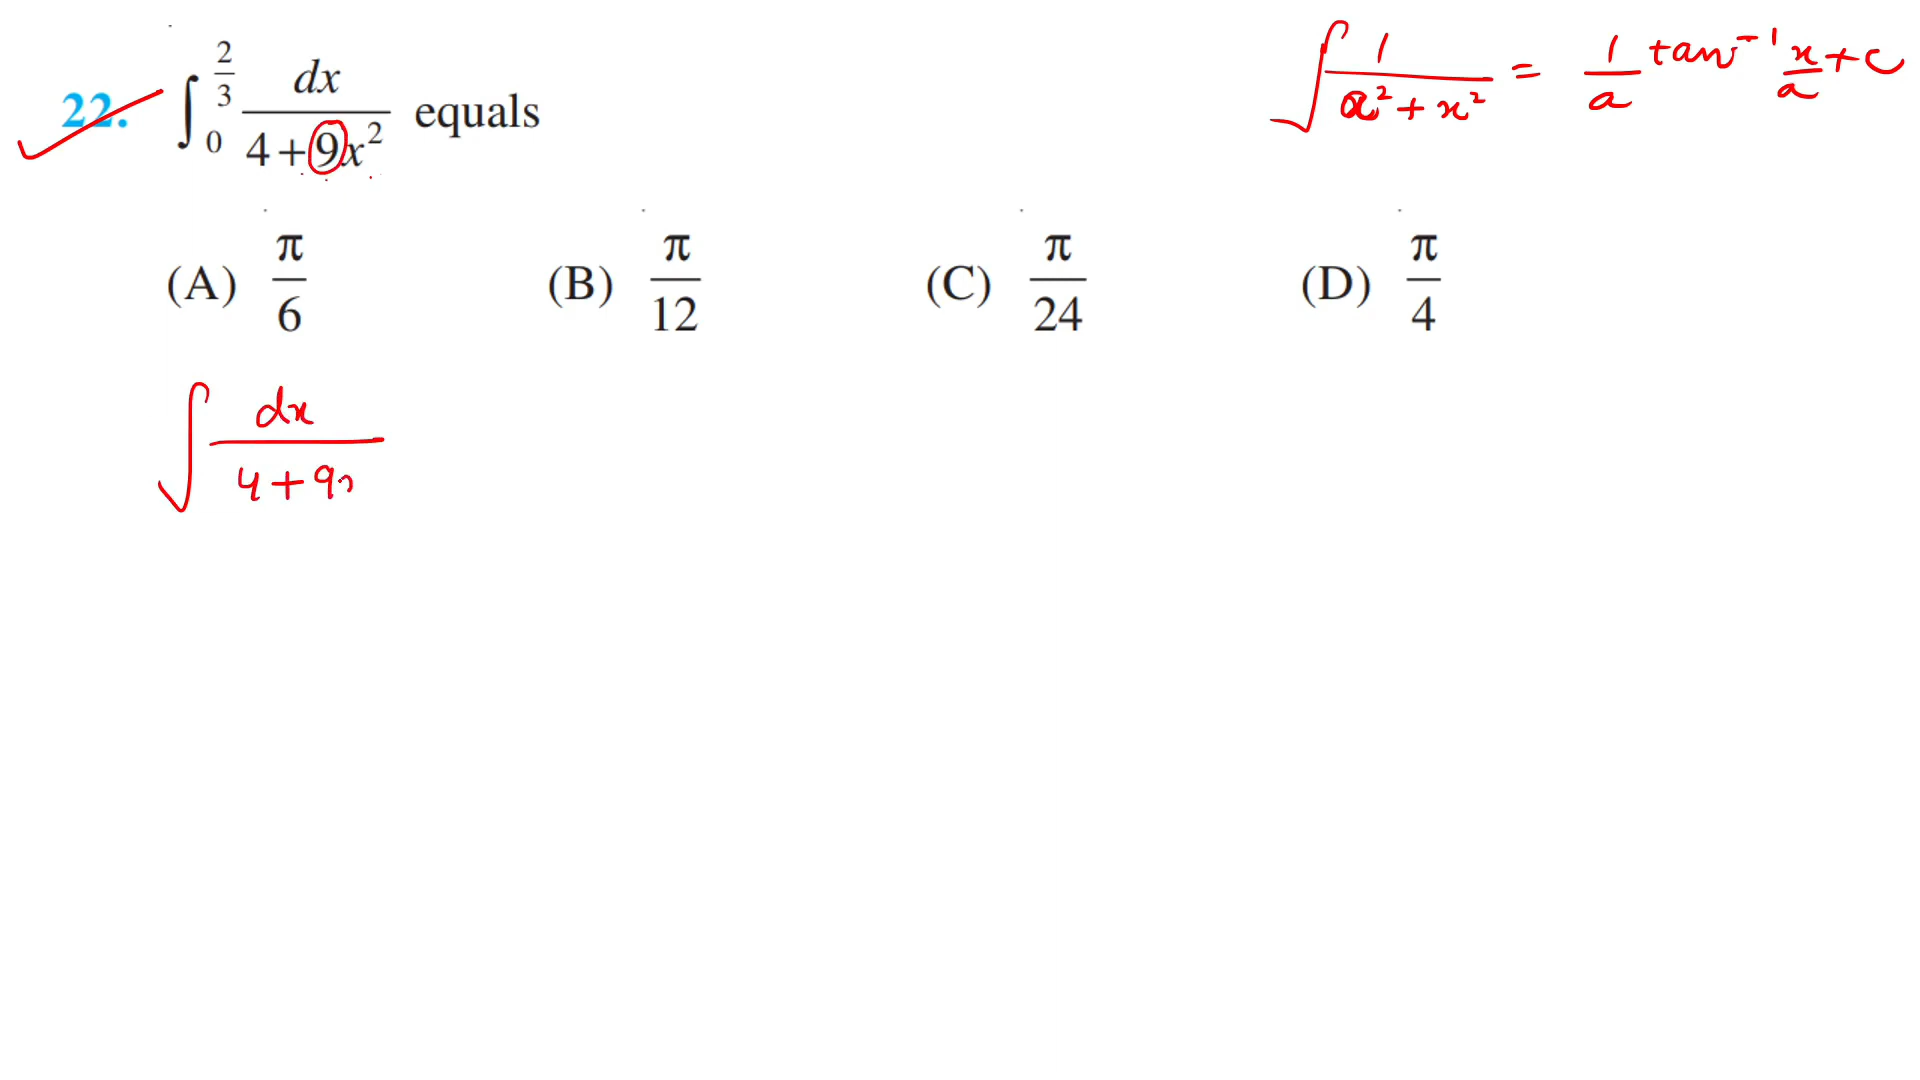 22. ∫₀^(2/3) dx/(4+9x²) equals
∫ 1/(a²+x²) = 1/a tan⁻¹ x/a + C
(A) π/6 (B) π/12 (C) π/24 (D) π/4
∫ dx/(4+9